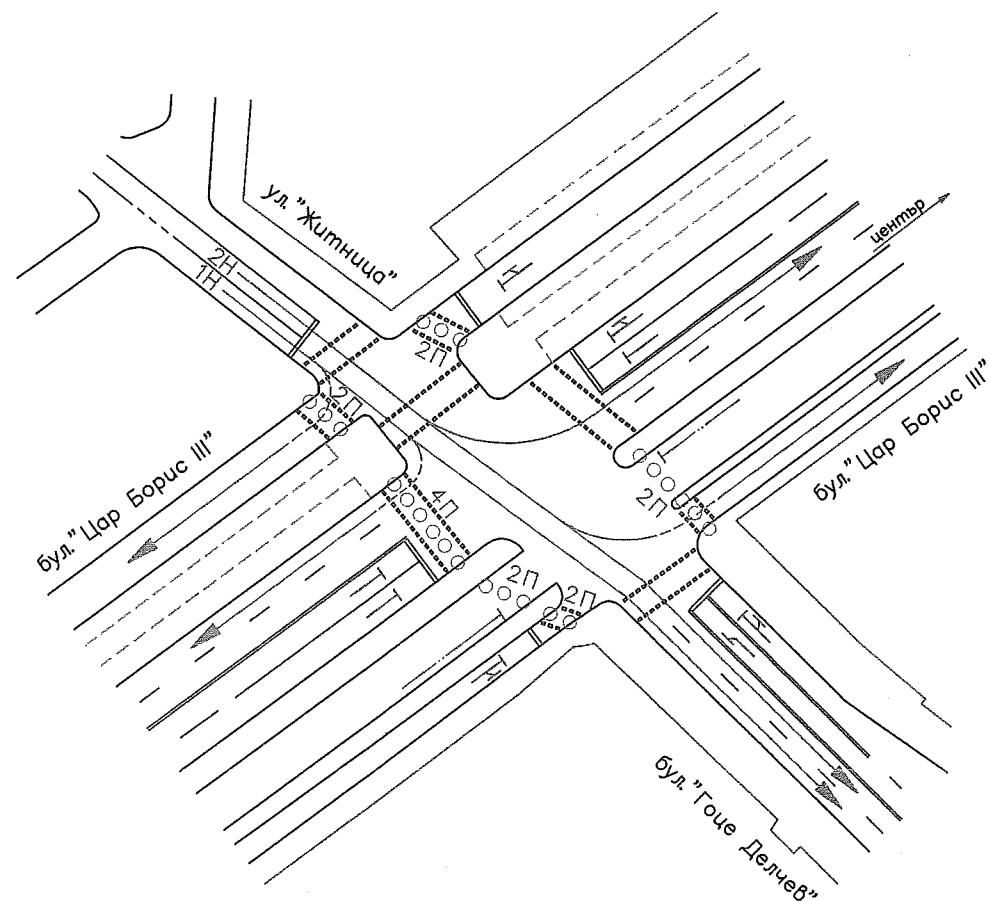 ул."Житница"
център
2Н
1Н
2П
2П
бул."Цар Борис III"
бул."Цар Борис III"
4П
2П
2П
2П
бул."Гоце Делчев"